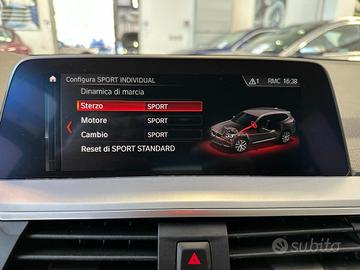 Configura SPORT INDIVIDUAL
1 RMC 16:38
Dinamica di marcia
Sterzo SPORT
Motore SPORT
Cambio SPORT
Reset di SPORT STANDARD
subito